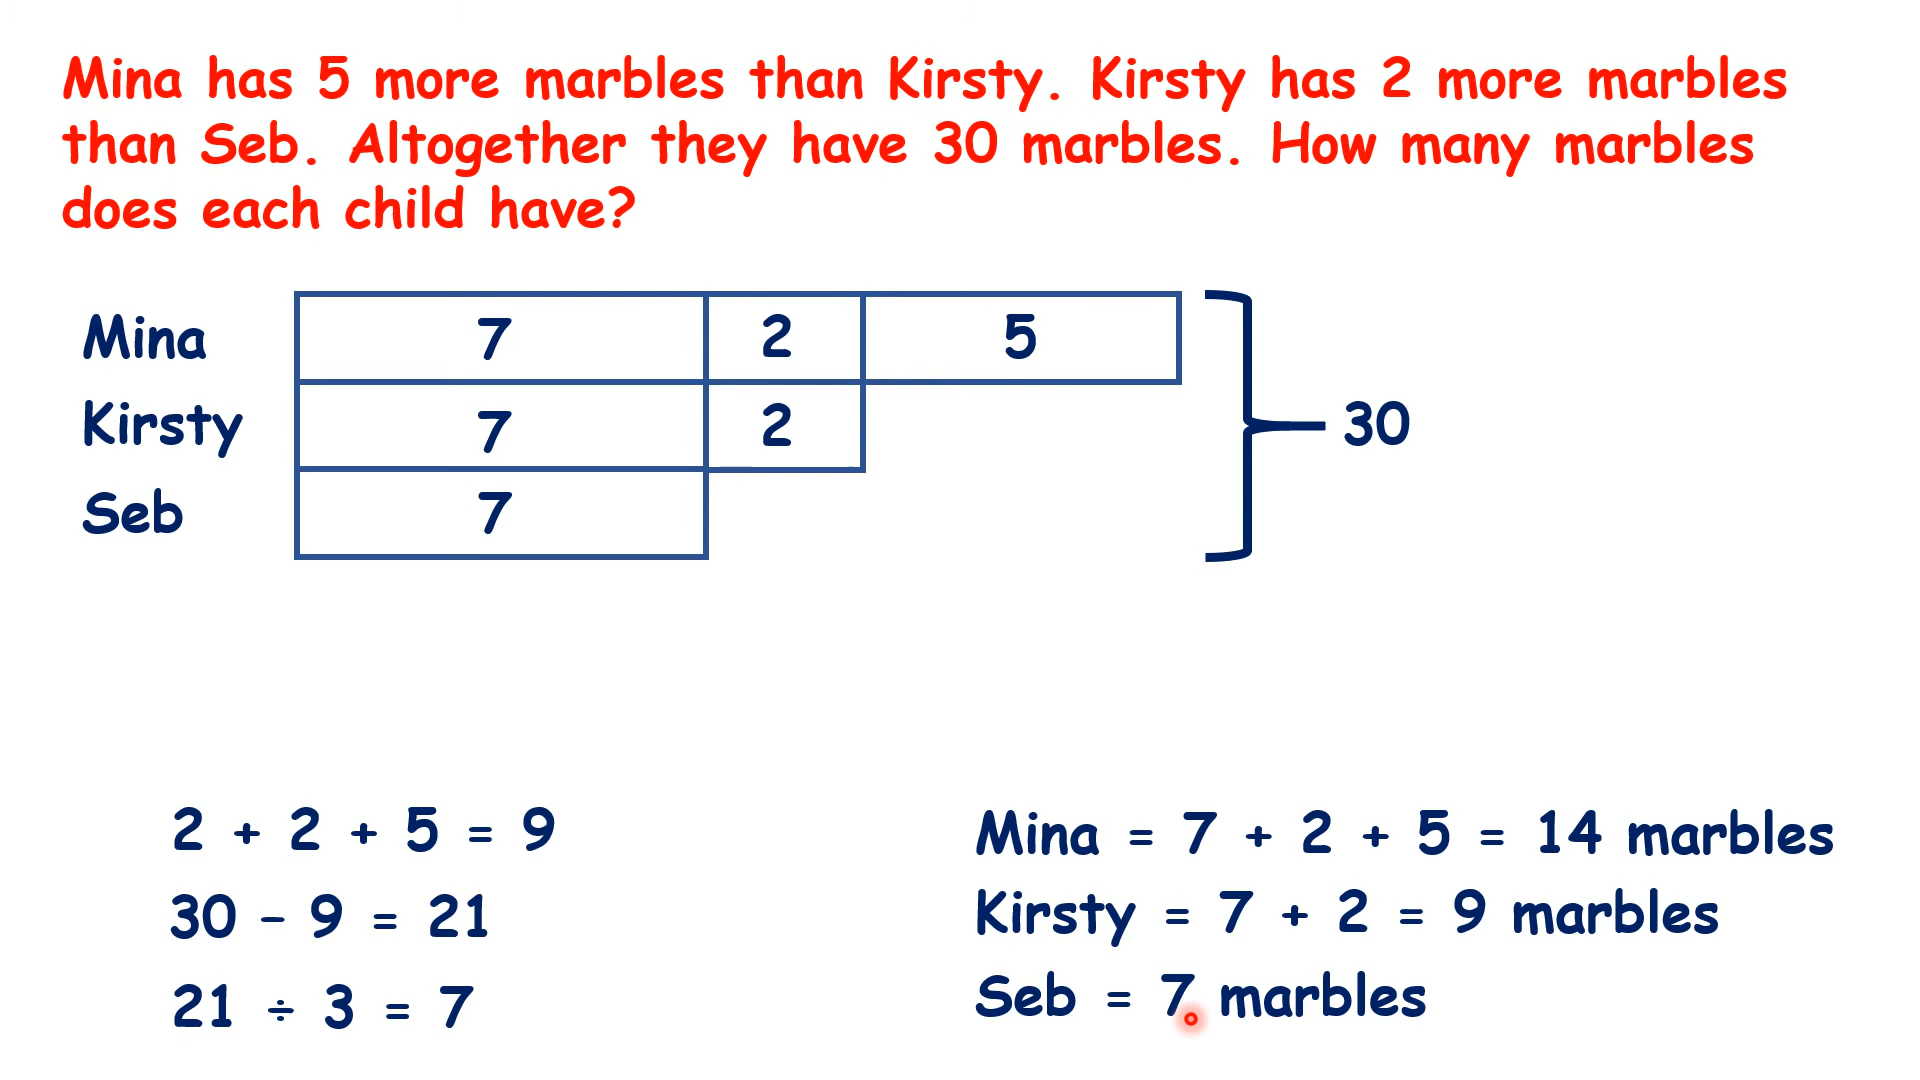 Mina has 5 more marbles than Kirsty. Kirsty has 2 more marbles
than Seb. Altogether they have 30 marbles. How many marbles
does each child have?
Mina 7 2 5
Kirsty 7 2 30
Seb 7
2 + 2 + 5 = 9
30 – 9 = 21
21 ÷ 3 = 7
Mina = 7 + 2 + 5 = 14 marbles
Kirsty = 7 + 2 = 9 marbles
Seb = 7 marbles